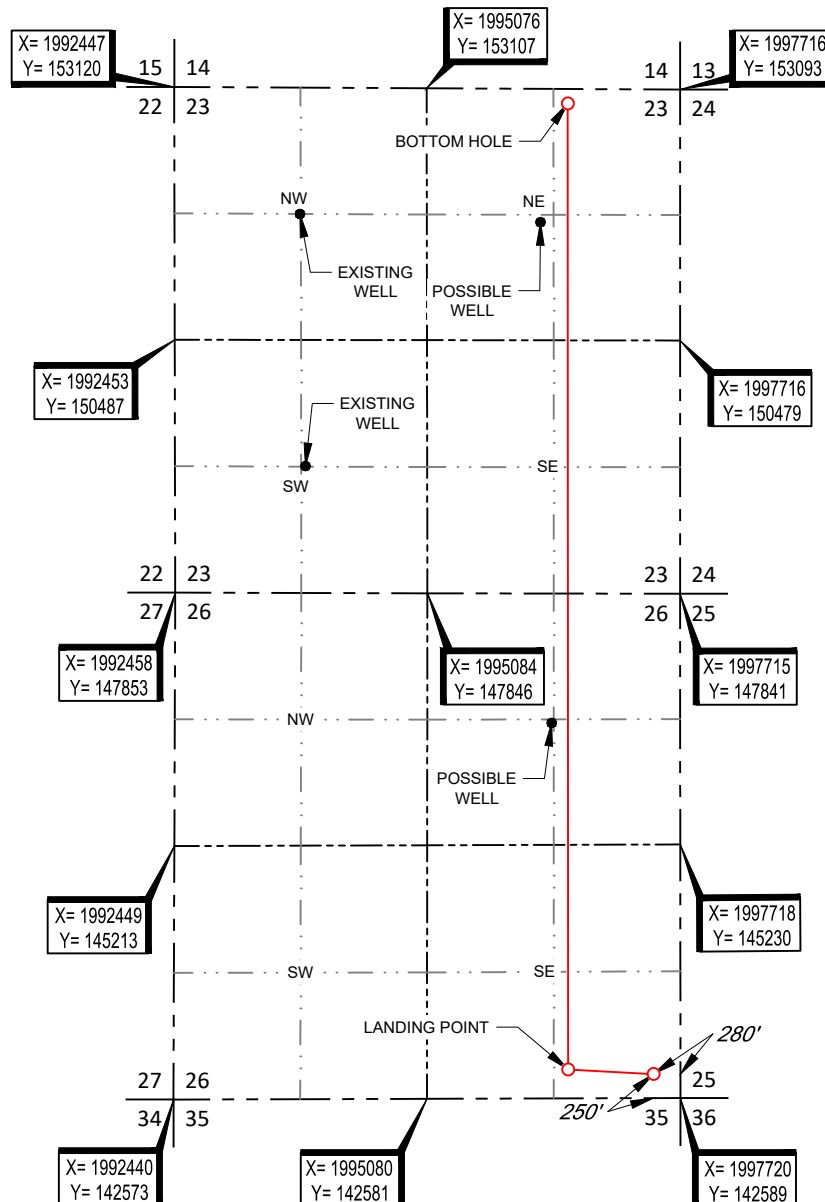 X= 1995076
Y= 153107
X= 1992447
Y= 153120
X= 1997716
Y= 153093
15 14
22 23
14 13
23 24
BOTTOM HOLE
NW
NE
EXISTING
WELL
POSSIBLE
WELL
X= 1992453
Y= 150487
X= 1997716
Y= 150479
EXISTING
WELL
SW
SE
22 23
27 26
23 24
26 25
X= 1992458
Y= 147853
X= 1995084
Y= 147846
X= 1997715
Y= 147841
NW
POSSIBLE
WELL
X= 1992449
Y= 145213
X= 1997718
Y= 145230
SW
SE
LANDING POINT
280'
250'
27 26
34 35
25
35 36
X= 1992440
Y= 142573
X= 1995080
Y= 142581
X= 1997720
Y= 142589